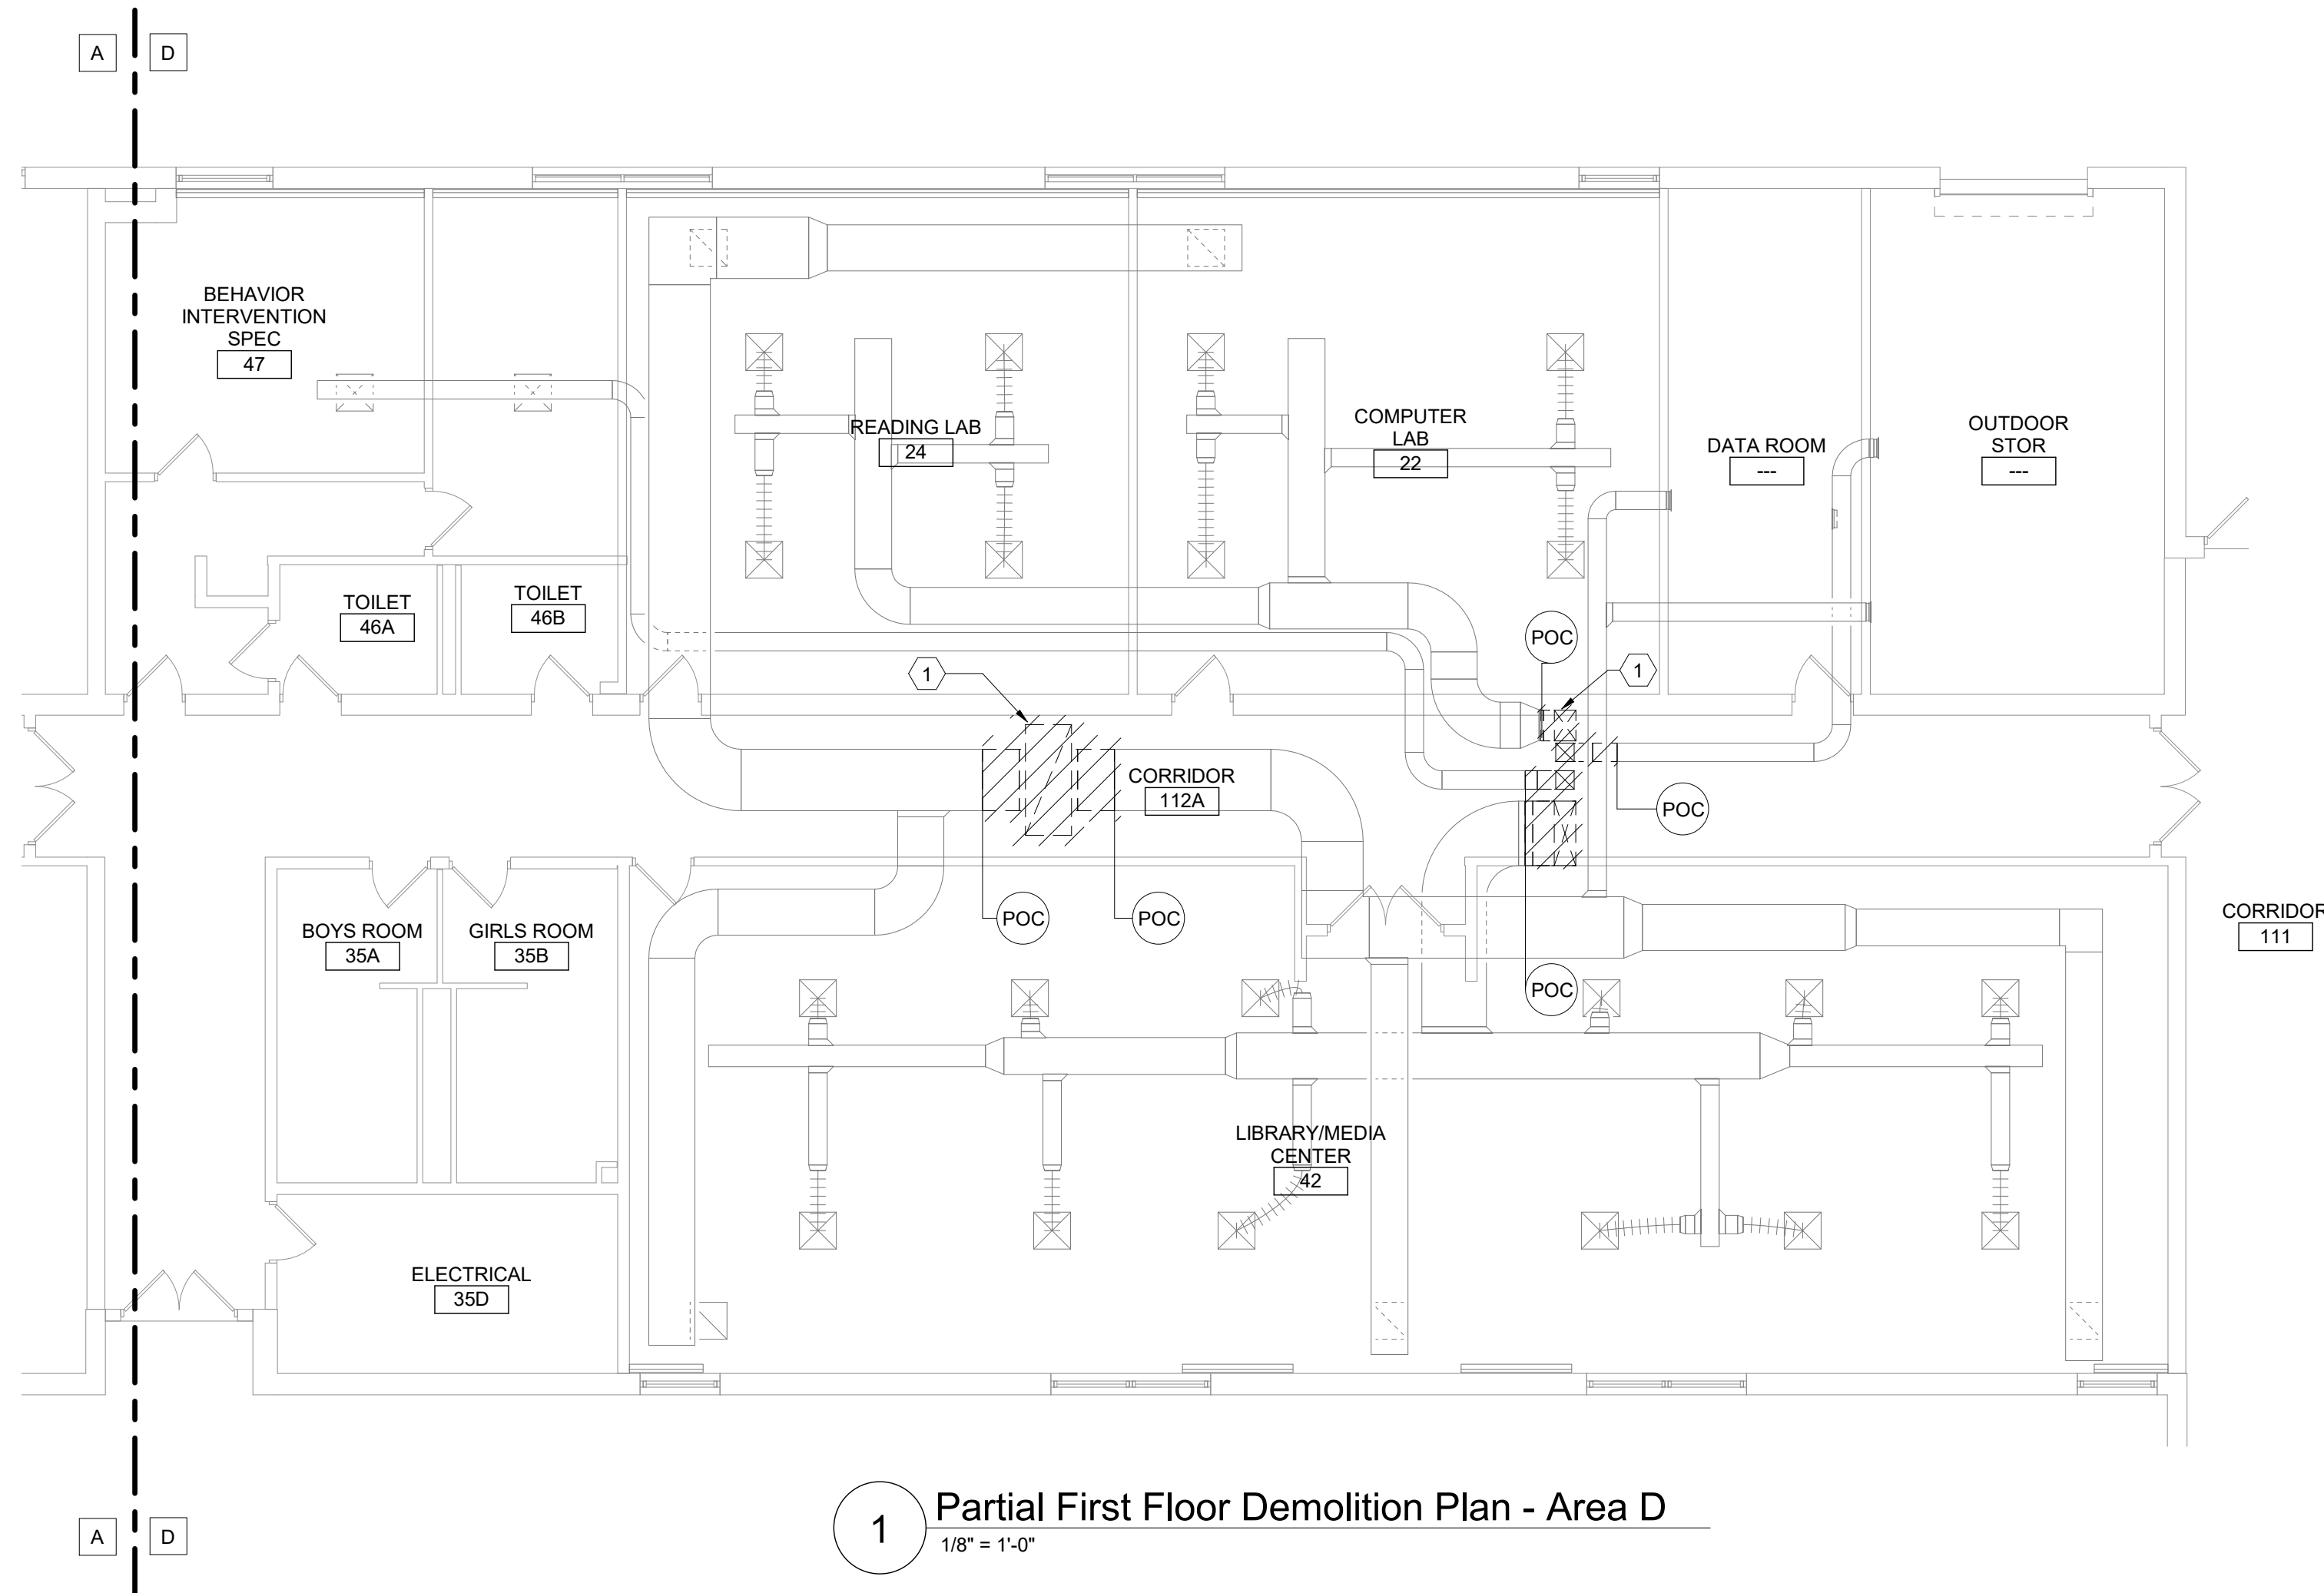 A
D
BEHAVIOR
INTERVENTION
SPEC
47
READING LAB
24
COMPUTER
LAB
22
DATA ROOM
---
OUTDOOR
STOR
---
TOILET
46A
TOILET
46B
POC
1
1
CORRIDOR
112A
POC
POC
POC
BOYS ROOM
35A
GIRLS ROOM
35B
CORRIDOR
111
POC
LIBRARY/MEDIA
CENTER
42
ELECTRICAL
35D
1
Partial First Floor Demolition Plan - Area D
1/8" = 1'-0"
A
D